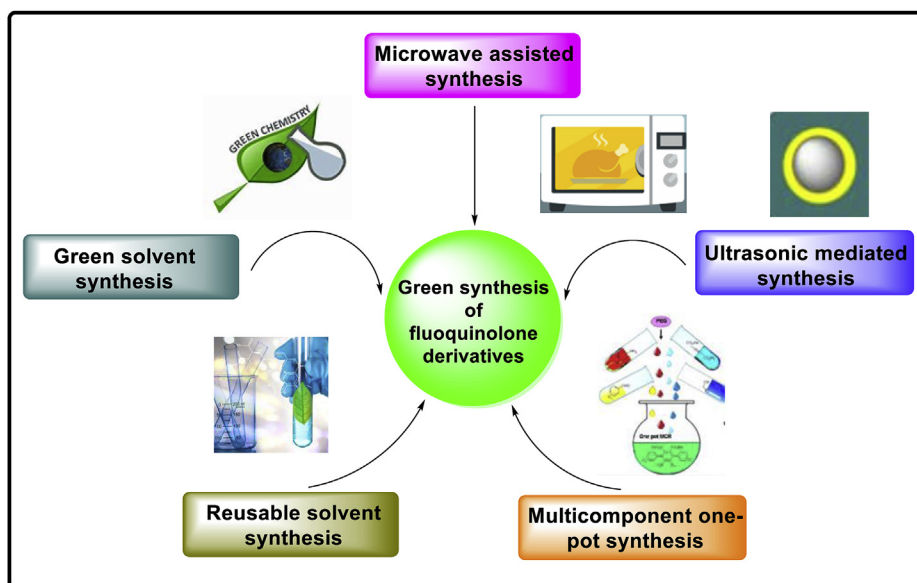 Microwave assisted
synthesis
GREEN CHEMISTRY
Green solvent
synthesis
Ultrasonic mediated
synthesis
Green synthesis
of
fluoquinolone
derivatives
PEG
One pot MCR
Reusable solvent
synthesis
Multicomponent one-
pot synthesis